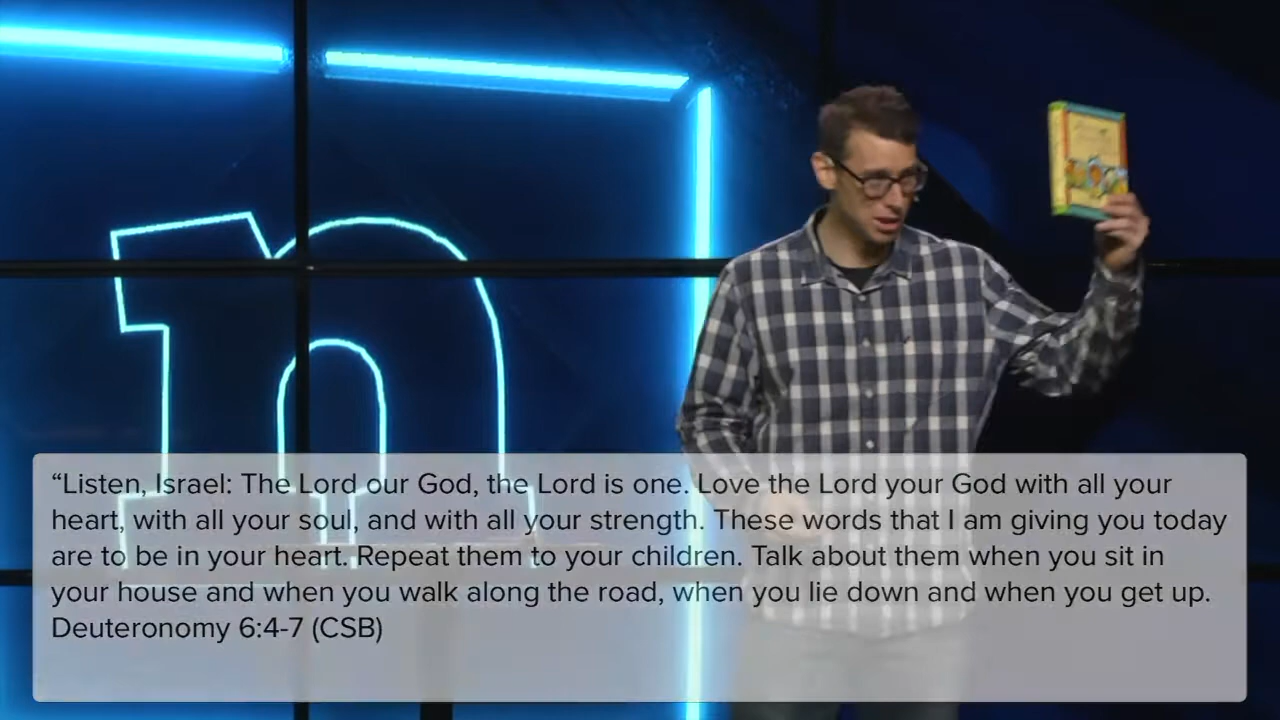 n
“Listen, Israel: The Lord our God, the Lord is one. Love the Lord your God with all your
heart, with all your soul, and with all your strength. These words that I am giving you today
are to be in your heart. Repeat them to your children. Talk about them when you sit in
your house and when you walk along the road, when you lie down and when you get up.
Deuteronomy 6:4-7 (CSB)